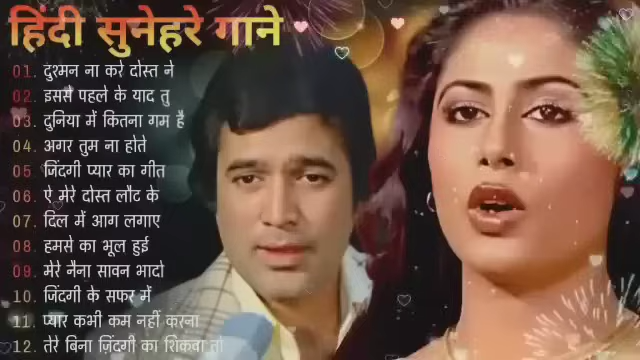 हिंदी सुनेहरे गाने
01. दुश्मन ना करे दोस्त ने
02. इससे पहले के याद तु
03. दुनिया में कितना गम है
04. अगर तुम ना होते
05. जिंदगी प्यार का गीत
06. ऐ मेरे दोस्त लौट के
07. दिल में आग लगाए
08. हमसे का भूल हुई
09. मेरे नैना सावन भादो
10. जिंदगी के सफर में
11. प्यार कभी कम नहीं करना
12. तेरे बिना ज़िंदगी का शिकवा तो